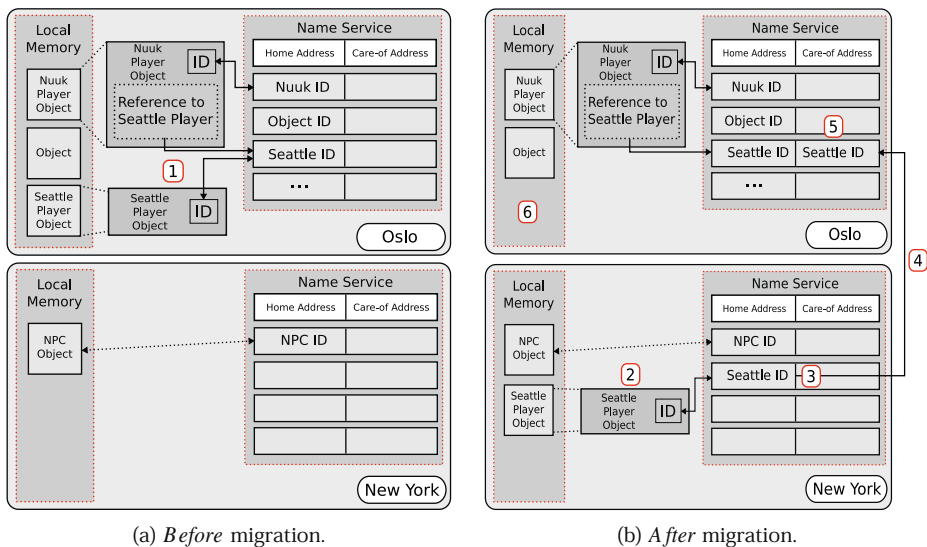 Local
Memory
Nuuk
Player
Object
Object
Seattle
Player
Object
Nuuk
Player
Object
ID
Reference to
Seattle Player
1
Seattle
Player
Object
ID
Name Service
Home Address Care-of Address
Nuuk ID
Object ID
Seattle ID
...
Oslo
Local
Memory
NPC
Object
Name Service
Home Address Care-of Address
NPC ID
New York
(a) Before migration.
Local
Memory
Nuuk
Player
Object
Object
6
Nuuk
Player
Object
ID
Reference to
Seattle Player
Name Service
Home Address Care-of Address
Nuuk ID
Object ID
5
Seattle ID Seattle ID
...
Oslo
4
Local
Memory
NPC
Object
Seattle
Player
Object
2
Seattle
Player
Object
ID
Name Service
Home Address Care-of Address
NPC ID
Seattle ID 3
New York
(b) After migration.